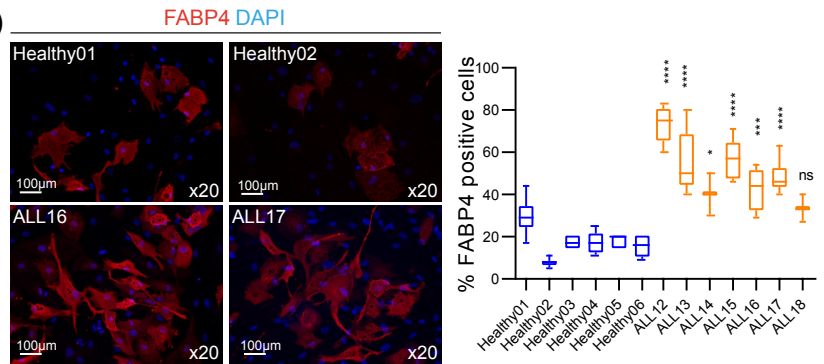 )
FABP4 DAPI
Healthy01
100μm
x20
Healthy02
100μm
x20
ALL16
100μm
x20
ALL17
100μm
x20
% FABP4 positive cells
100
80
60
40
20
0
****
****
*
****
***
****
ns
Healthy01
Healthy02
Healthy03
Healthy04
Healthy05
Healthy06
ALL12
ALL13
ALL14
ALL15
ALL16
ALL17
ALL18